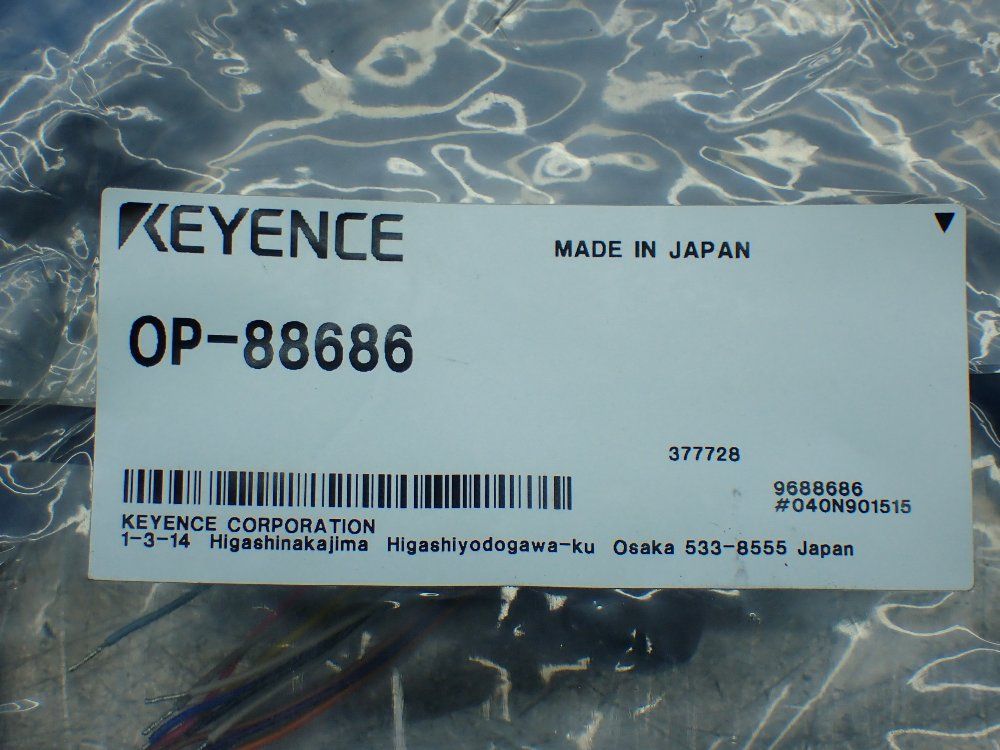 KEYENCE
MADE IN JAPAN
OP-88686
377728
9688686
#040N901515
KEYENCE CORPORATION
1-3-14 Higashinakajima Higashiyodogawa-ku Osaka 533-8555 Japan